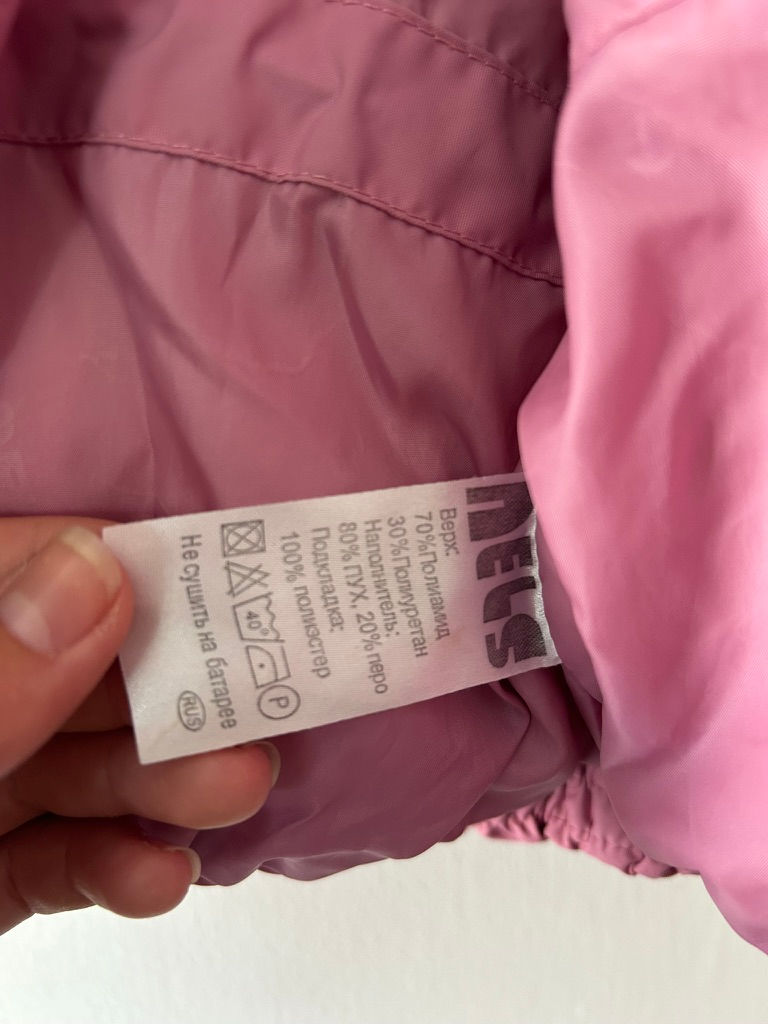 nels
Верх:
70%Полиамид
30%Полиуретан
Наполнитель:
80% ПУХ, 20% перо
Подкладка:
100% полиэстер
40° P
Не сушить на батарее
RUS